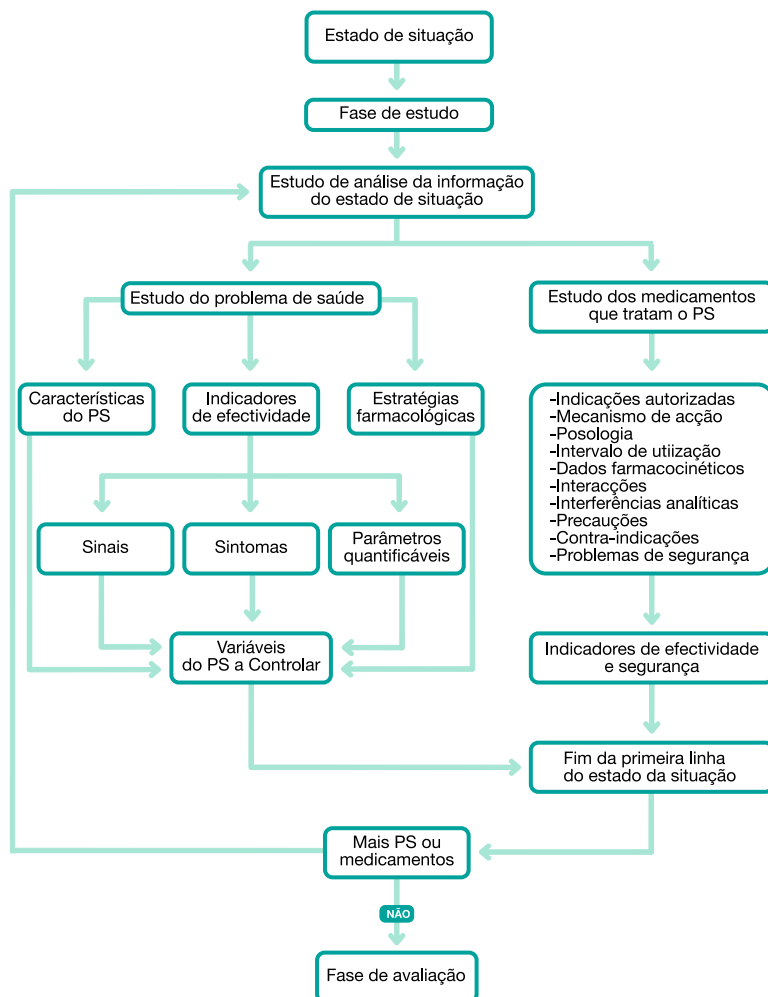 Estado de situação
Fase de estudo
Estudo de análise da informação
do estado de situação
Estudo do problema de saúde
Estudo dos medicamentos
que tratam o PS
Características
do PS
Indicadores
de efectividade
Estratégias
farmacológicas
-Indicações autorizadas
-Mecanismo de acção
-Posologia
-Intervalo de utiização
-Dados farmacocinéticos
-Interacções
-Interferências analíticas
-Precauções
-Contra-indicações
-Problemas de segurança
Sinais
Sintomas
Parâmetros
quantificáveis
Variáveis
do PS a Controlar
Indicadores de efectividade
e segurança
Fim da primeira linha
do estado da situação
Mais PS ou
medicamentos
NÃO
Fase de avaliação